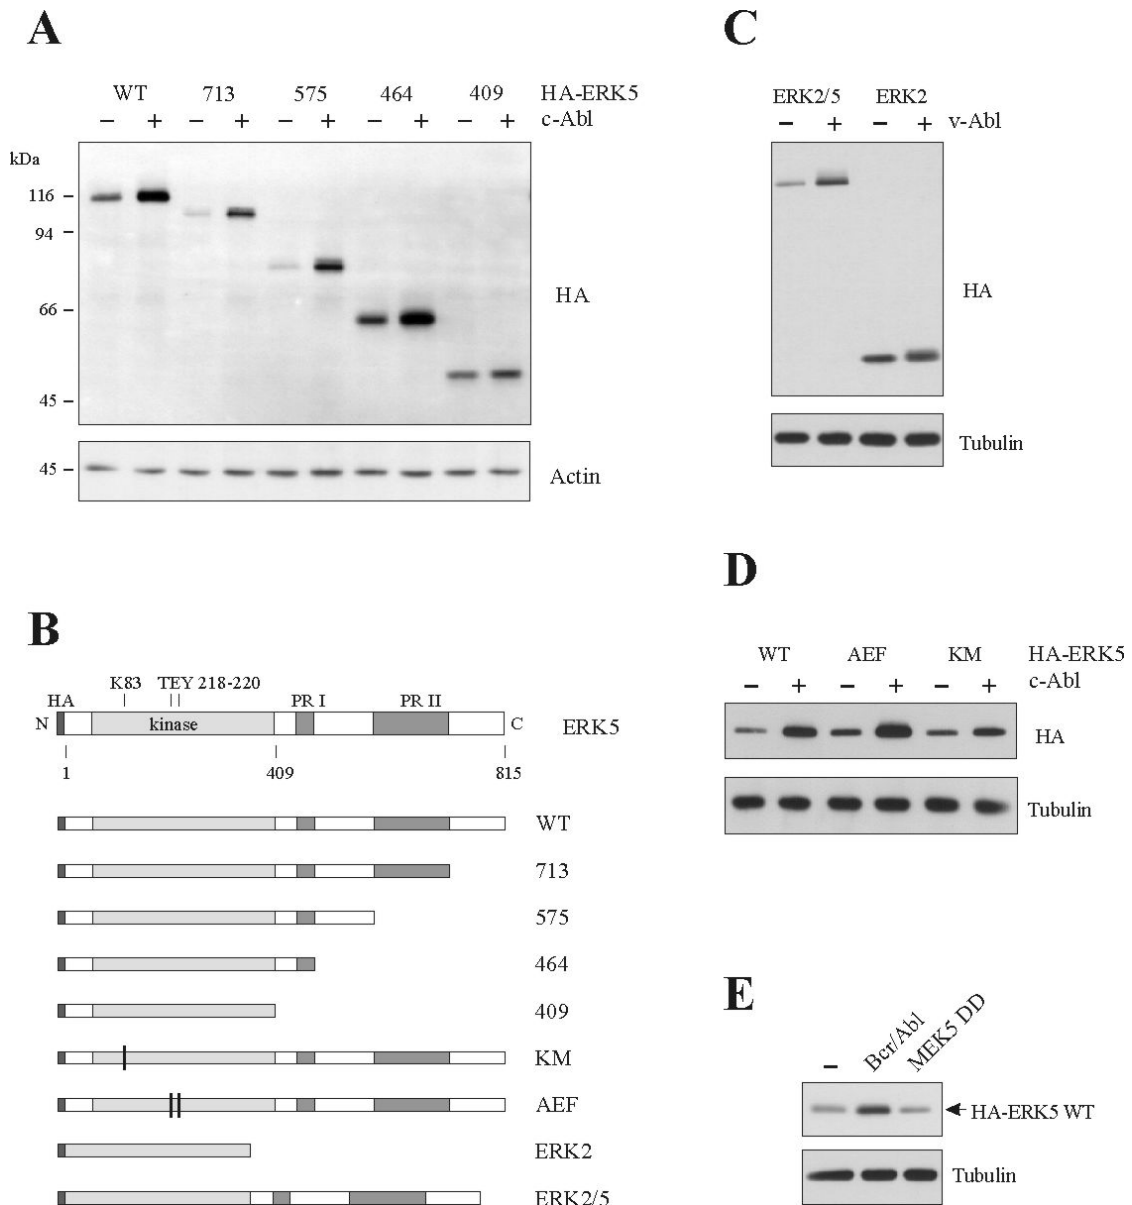 A
WT 713 575 464 409 HA-ERK5
– + – + – + – + – + c-Abl
kDa
116
94
66
45
HA
45
Actin
B
K83 TEY 218-220
HA PR I PR II
N kinase C ERK5
1 409 815
WT
713
575
464
409
KM
AEF
ERK2
ERK2/5
C
ERK2/5 ERK2
– + – + v-Abl
HA
Tubulin
D
WT AEF KM HA-ERK5
– + – + – + c-Abl
HA
Tubulin
E
– Bcr/Abl MEK5 DD
HA-ERK5 WT
Tubulin